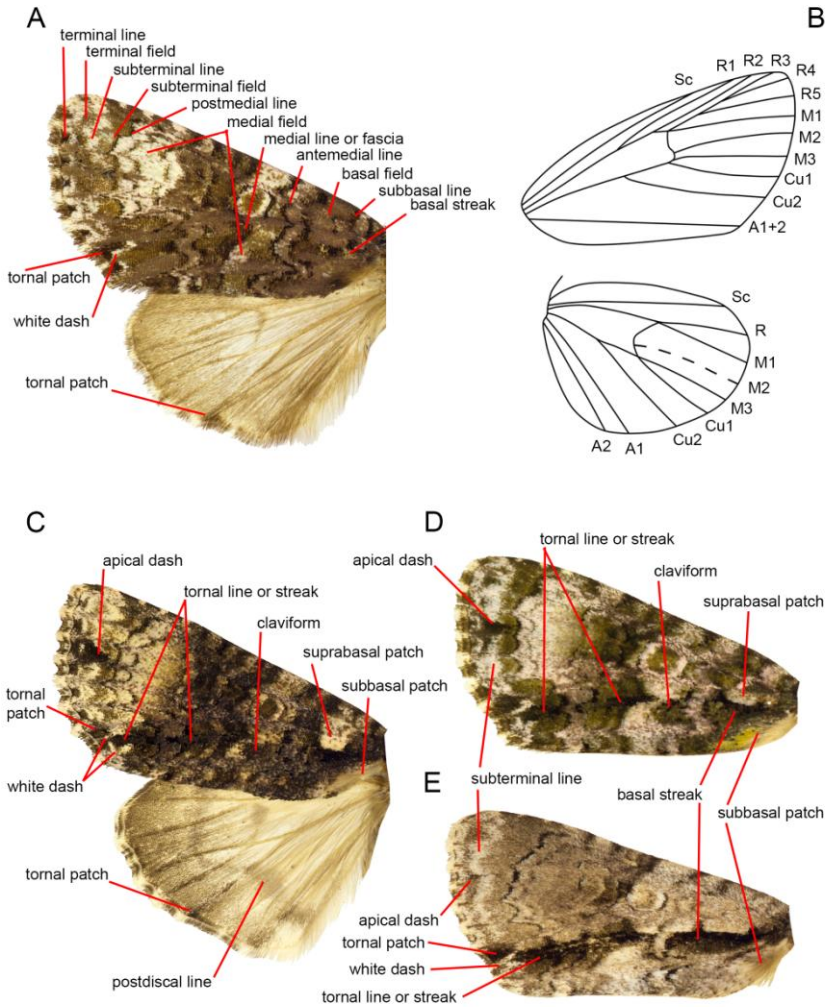 A
terminal line
terminal field
subterminal line
subterminal field
postmedial line
medial field
medial line or fascia
antemedial line
basal field
subbasal line
basal streak
tornal patch
white dash
tornal patch
B
Sc
R1
R2
R3
R4
R5
M1
M2
M3
Cu1
Cu2
A1+2
Sc
R
M1
M2
M3
Cu1
Cu2
A1
A2
C
apical dash
tornal line or streak
claviform
suprabasal patch
subbasal patch
tornal
patch
white dash
tornal patch
postdiscal line
D
tornal line or streak
apical dash
claviform
suprabasal patch
subterminal line
basal streak
subbasal patch
E
apical dash
tornal patch
white dash
tornal line or streak